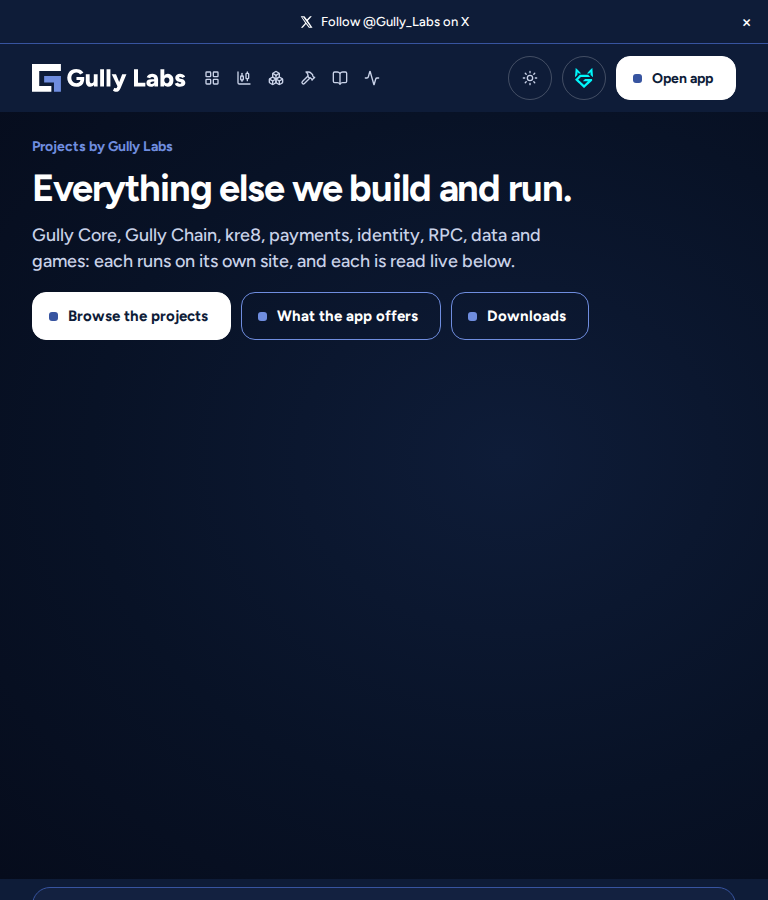 Follow @Gully_Labs on X
×
Gully Labs
Open app
Projects by Gully Labs
Everything else we build and run.
Gully Core, Gully Chain, kre8, payments, identity, RPC, data and
games: each runs on its own site, and each is read live below.
Browse the projects
What the app offers
Downloads